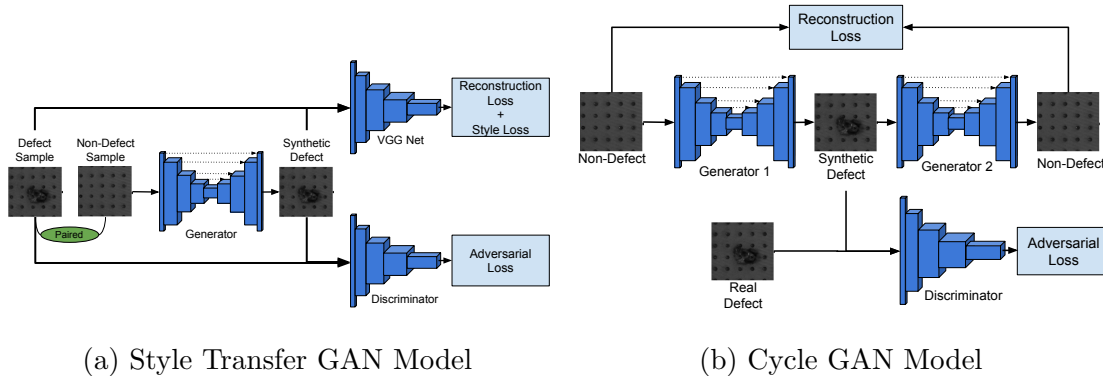 Reconstruction
Loss
+
Style Loss
VGG Net
Defect
Sample
Non-Defect
Sample
Synthetic
Defect
Paired
Generator
Adversarial
Loss
Discriminator
(a) Style Transfer GAN Model
Reconstruction
Loss
Non-Defect
Generator 1
Synthetic
Defect
Generator 2
Non-Defect
Real
Defect
Discriminator
Adversarial
Loss
(b) Cycle GAN Model